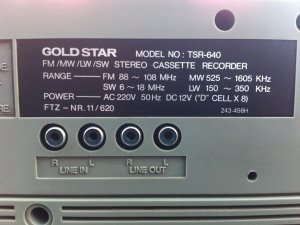 GOLD STAR MODEL NO : TSR-640
FM /MW /LW /SW STEREO CASSETTE RECORDER
RANGE FM 88 ~ 108 MHz MW 525 ~ 1605 KHz
SW 6 ~ 18 MHz LW 150 ~ 350 KHz
POWER AC 220V 50Hz DC 12V ("D" CELL X 8)
FTZ - NR. 11/620 243-456H
R L R L
LINE IN LINE OUT